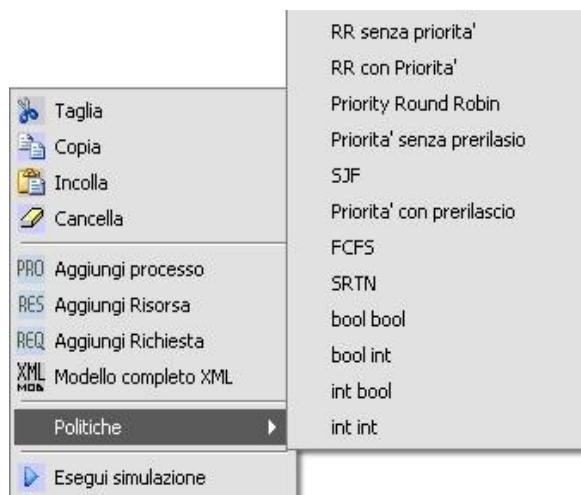 Taglia
Copia
Incolla
Cancella
PRO Aggiungi processo
RES Aggiungi Risorsa
REQ Aggiungi Richiesta
XML MOD Modello completo XML
Politiche
Esegui simulazione
RR senza priorita'
RR con Priorita'
Priority Round Robin
Priorita' senza prerilasio
SJF
Priorita' con prerilascio
FCFS
SRTN
bool bool
bool int
int bool
int int